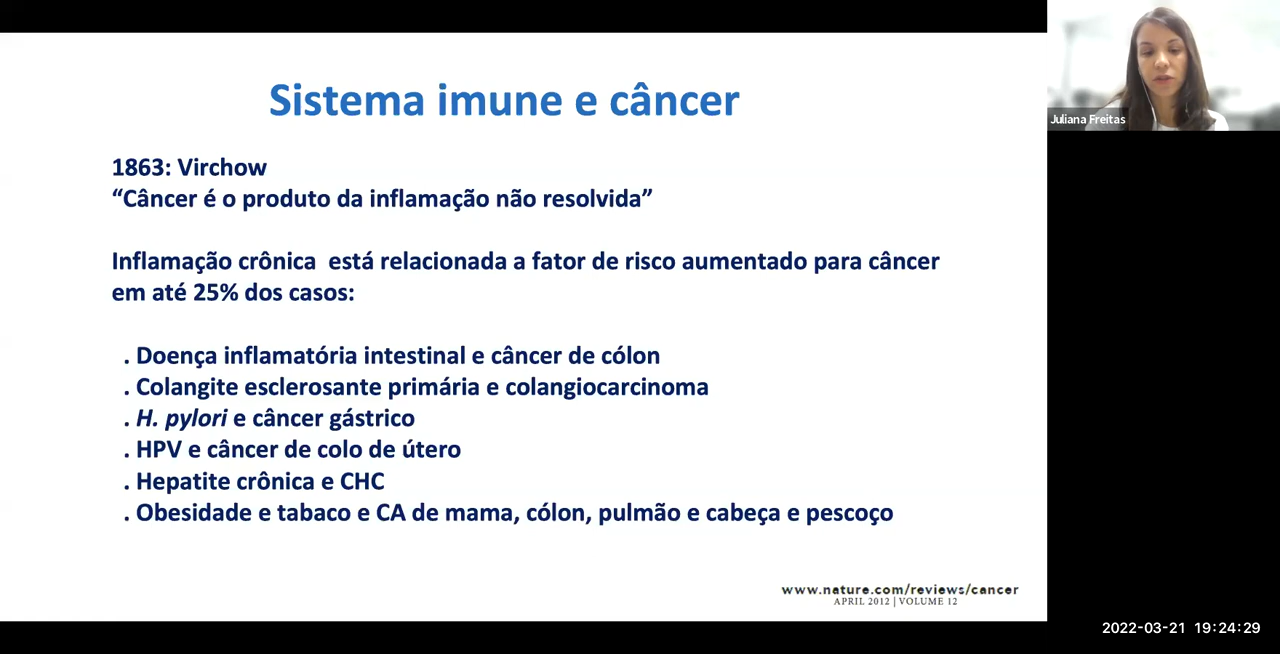 Sistema imune e câncer
1863: Virchow
“Câncer é o produto da inflamação não resolvida”
Inflamação crônica está relacionada a fator de risco aumentado para câncer
em até 25% dos casos:
. Doença inflamatória intestinal e câncer de cólon
. Colangite esclerosante primária e colangiocarcinoma
. H. pylori e câncer gástrico
. HPV e câncer de colo de útero
. Hepatite crônica e CHC
. Obesidade e tabaco e CA de mama, cólon, pulmão e cabeça e pescoço
www.nature.com/reviews/cancer
APRIL 2012 | VOLUME 12
Juliana Freitas
2022-03-21 19:24:29